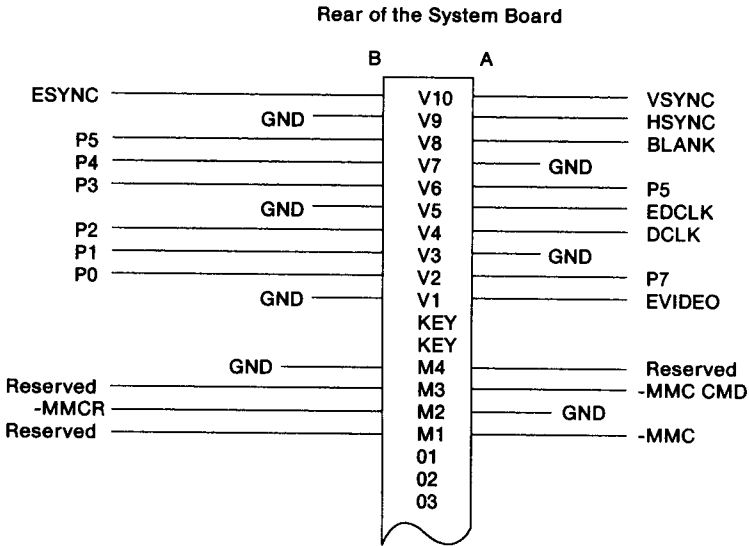 Rear of the System Board
B A
ESYNC V10 VSYNC
GND V9 HSYNC
P5 V8 BLANK
P4 V7 GND
P3 V6 P5
GND V5 EDCLK
P2 V4 DCLK
P1 V3 GND
P0 V2 P7
GND V1 EVIDEO
KEY
KEY
GND M4 Reserved
Reserved M3 -MMC CMD
-MMCR M2 GND
Reserved M1 -MMC
01
02
03